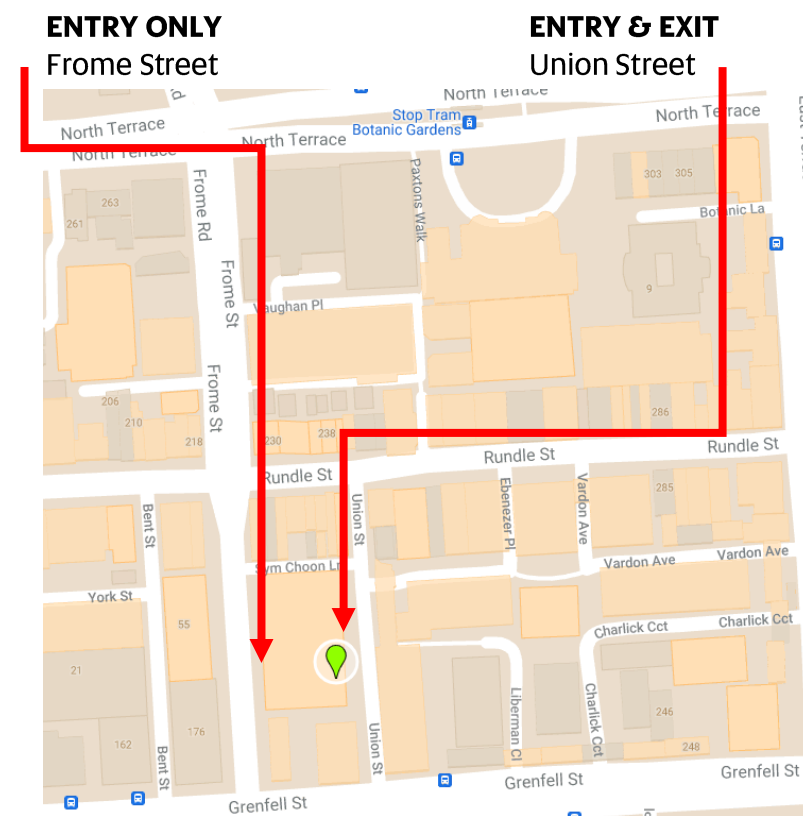 ENTRY ONLY
Frome Street
ENTRY & EXIT
Union Street
North Terrace
Stop Tram
Botanic Gardens
North Terrace
North Terrace
North Terrace
North Terrace
303
305
263
261
Frome Rd
Paxtons Walk
Botanic La
Frome St
9
Vaughan Pl
Frome St
206
210
218
230
238
286
Rundle St
Rundle St
Rundle St
285
Bent St
Union St
Ebenezer Pl
Vardon Ave
Vardon Ave
Vardon Ave
Sym Choon Ln
York St
55
Charlick Cct
Charlick Cct
21
Liberman Cl
Charlick Cct
246
176
162
Bent St
Union St
248
Grenfell St
Grenfell St
Grenfell St